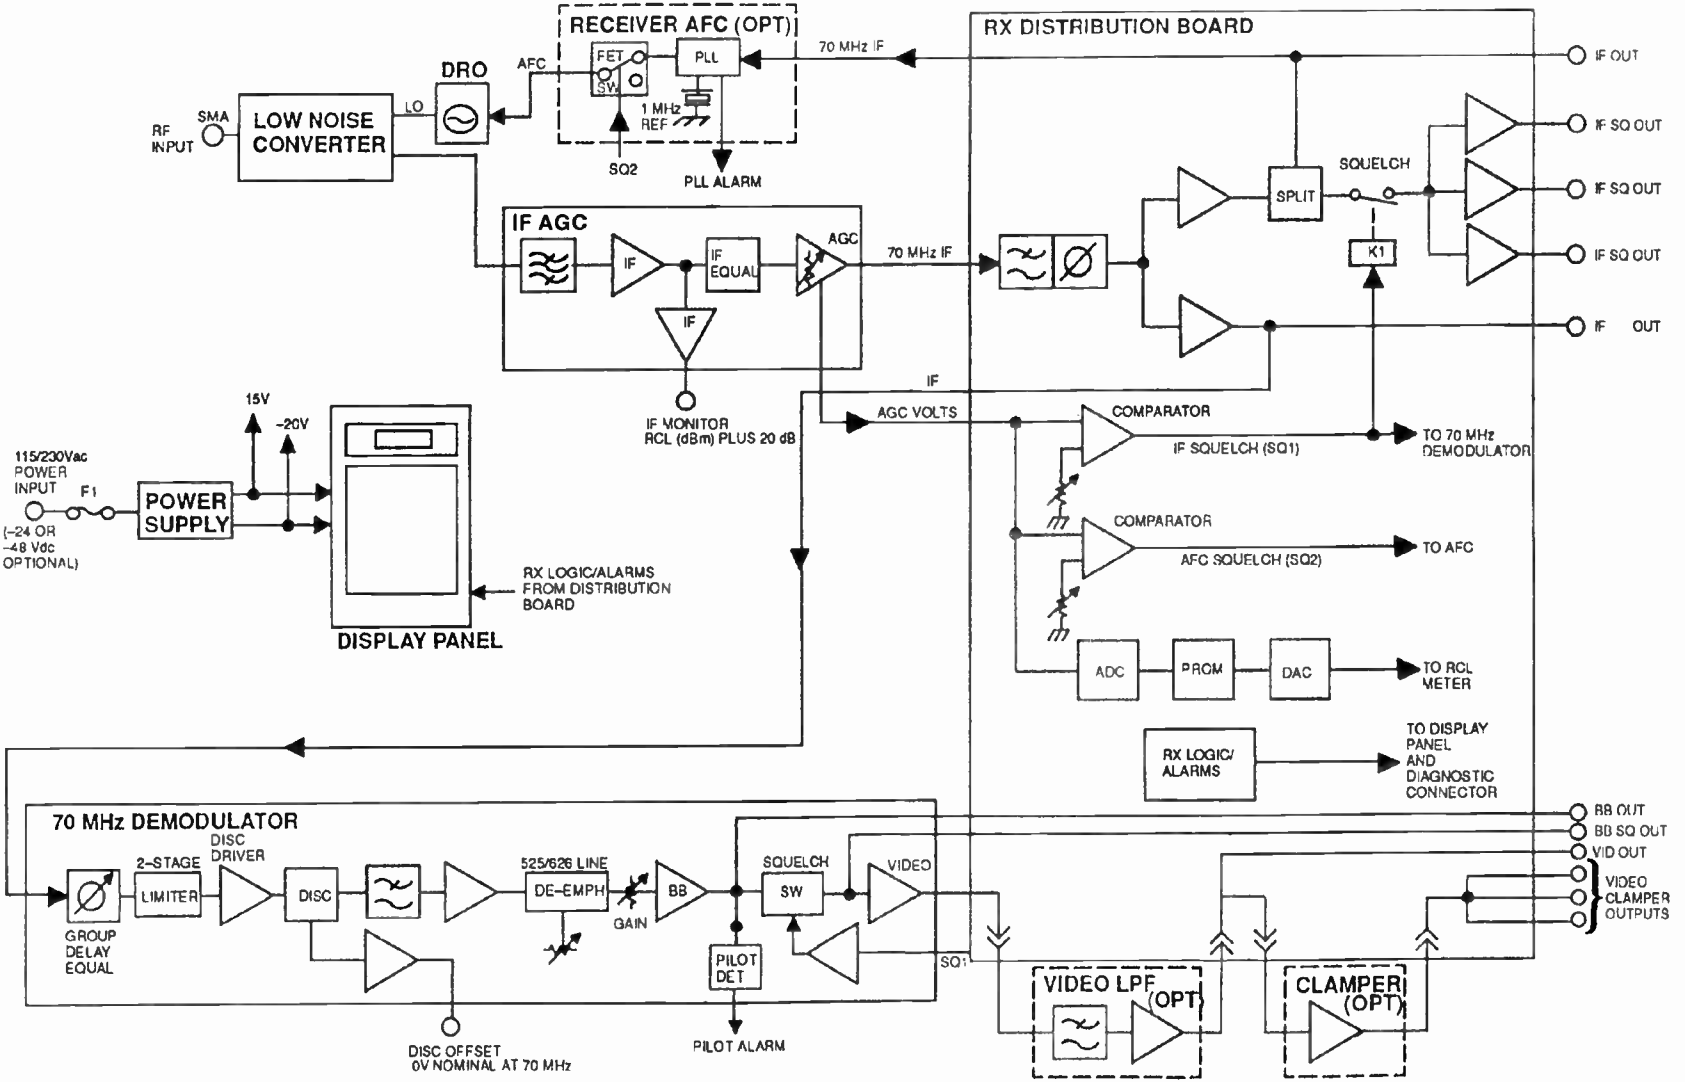 RECEIVER AFC (OPT)
RX DISTRIBUTION BOARD
70 MHz IF
IF OUT
FET
SW
PLL
AFC
DRO
LO
1 MHz
REF
SMA
RF
INPUT
LOW NOISE
CONVERTER
SQ2
PLL ALARM
IF SQ OUT
SQUELCH
SPLIT
IF SQ OUT
K1
IF SQ OUT
IF AGC
AGC
IF
IF
EQUAL
70 MHz IF
IF
IF OUT
IF
IF MONITOR
RCL (dBm) PLUS 20 dB
AGC VOLTS
COMPARATOR
IF SQUELCH (SQ1)
TO 70 MHz
DEMODULATOR
15V
-20V
115/230Vac
POWER
INPUT
F1
(-24 OR
-48 Vdc
OPTIONAL)
POWER
SUPPLY
COMPARATOR
AFC SQUELCH (SQ2)
TO AFC
RX LOGIC/ALARMS
FROM DISTRIBUTION
BOARD
DISPLAY PANEL
ADC
PROM
DAC
TO RCL
METER
RX LOGIC/
ALARMS
TO DISPLAY
PANEL
AND
DIAGNOSTIC
CONNECTOR
70 MHz DEMODULATOR
BB OUT
BB SQ OUT
VID OUT
VIDEO
CLAMPER
OUTPUTS
DISC
DRIVER
2-STAGE
LIMITER
GROUP
DELAY
EQUAL
DISC
525/626 LINE
DE-EMPH
GAIN
BB
SQUELCH
SW
VIDEO
PILOT
DET
SQ1
VIDEO LPF
(OPT)
CLAMPER
(OPT)
DISC OFFSET
0V NOMINAL AT 70 MHz
PILOT ALARM